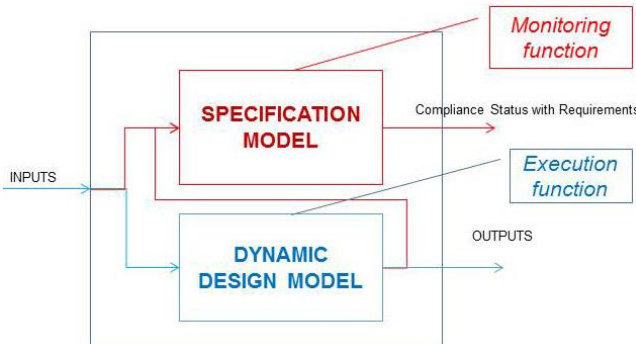 Monitoring
function
SPECIFICATION
MODEL
Compliance Status with Requirements
Execution
function
INPUTS
DYNAMIC
DESIGN MODEL
OUTPUTS